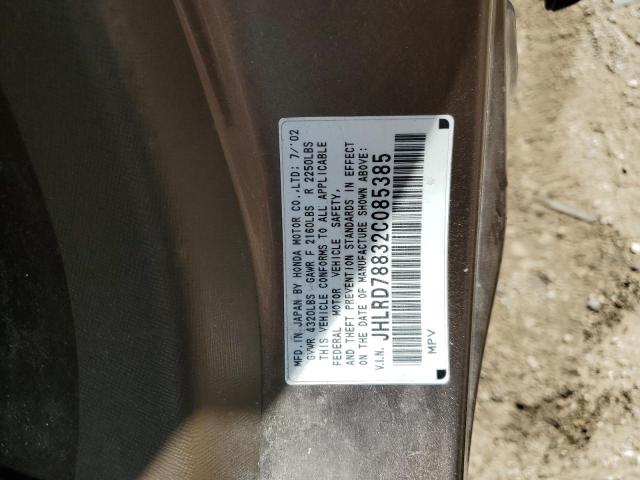 MFD. IN JAPAN BY HONDA MOTOR CO.,LTD; 7/'02
GVWR 4320LBS GAWR F 2160LBS R 2250LBS
THIS VEHICLE CONFORMS TO ALL APPLICABLE
FEDERAL MOTOR VEHICLE SAFETY,
AND THEFT PREVENTION STANDARDS IN EFFECT
ON THE DATE OF MANUFACTURE SHOWN ABOVE:
V.I.N. JHLRD78832C085385
MPV